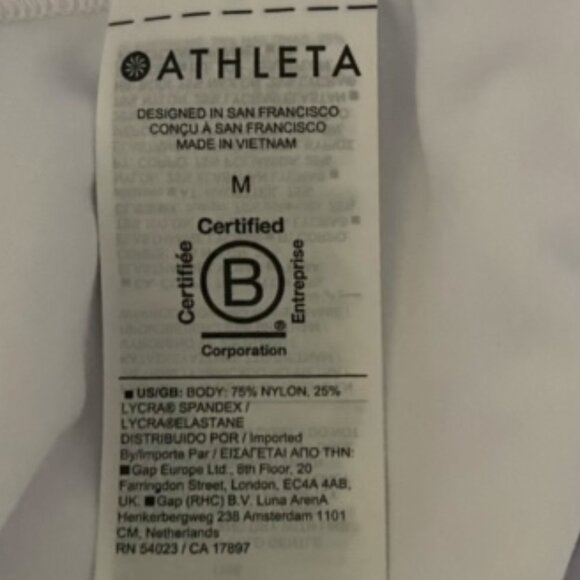 ATHLETA
DESIGNED IN SAN FRANCISCO
CONÇU À SAN FRANCISCO
MADE IN VIETNAM
M
Certified
Certifiée
B
Entreprise
®
Corporation
■ US/GB: BODY: 75% NYLON, 25%
LYCRA® SPANDEX /
LYCRA®ELASTANE
DISTRIBUIDO POR / Imported
By/Importe Par / ΕΙΣΑΓΕΤΑΙ ΑΠΟ ΤΗΝ:
■ Gap Europe Ltd., 6th Floor, 20
Farringdon Street, London, EC4A 4AB,
UK. ■ Gap (RHC) B.V. Luna ArenA
Henkerbergweg 238 Amsterdam 1101
CM, Netherlands
RN 54023 / CA 17897